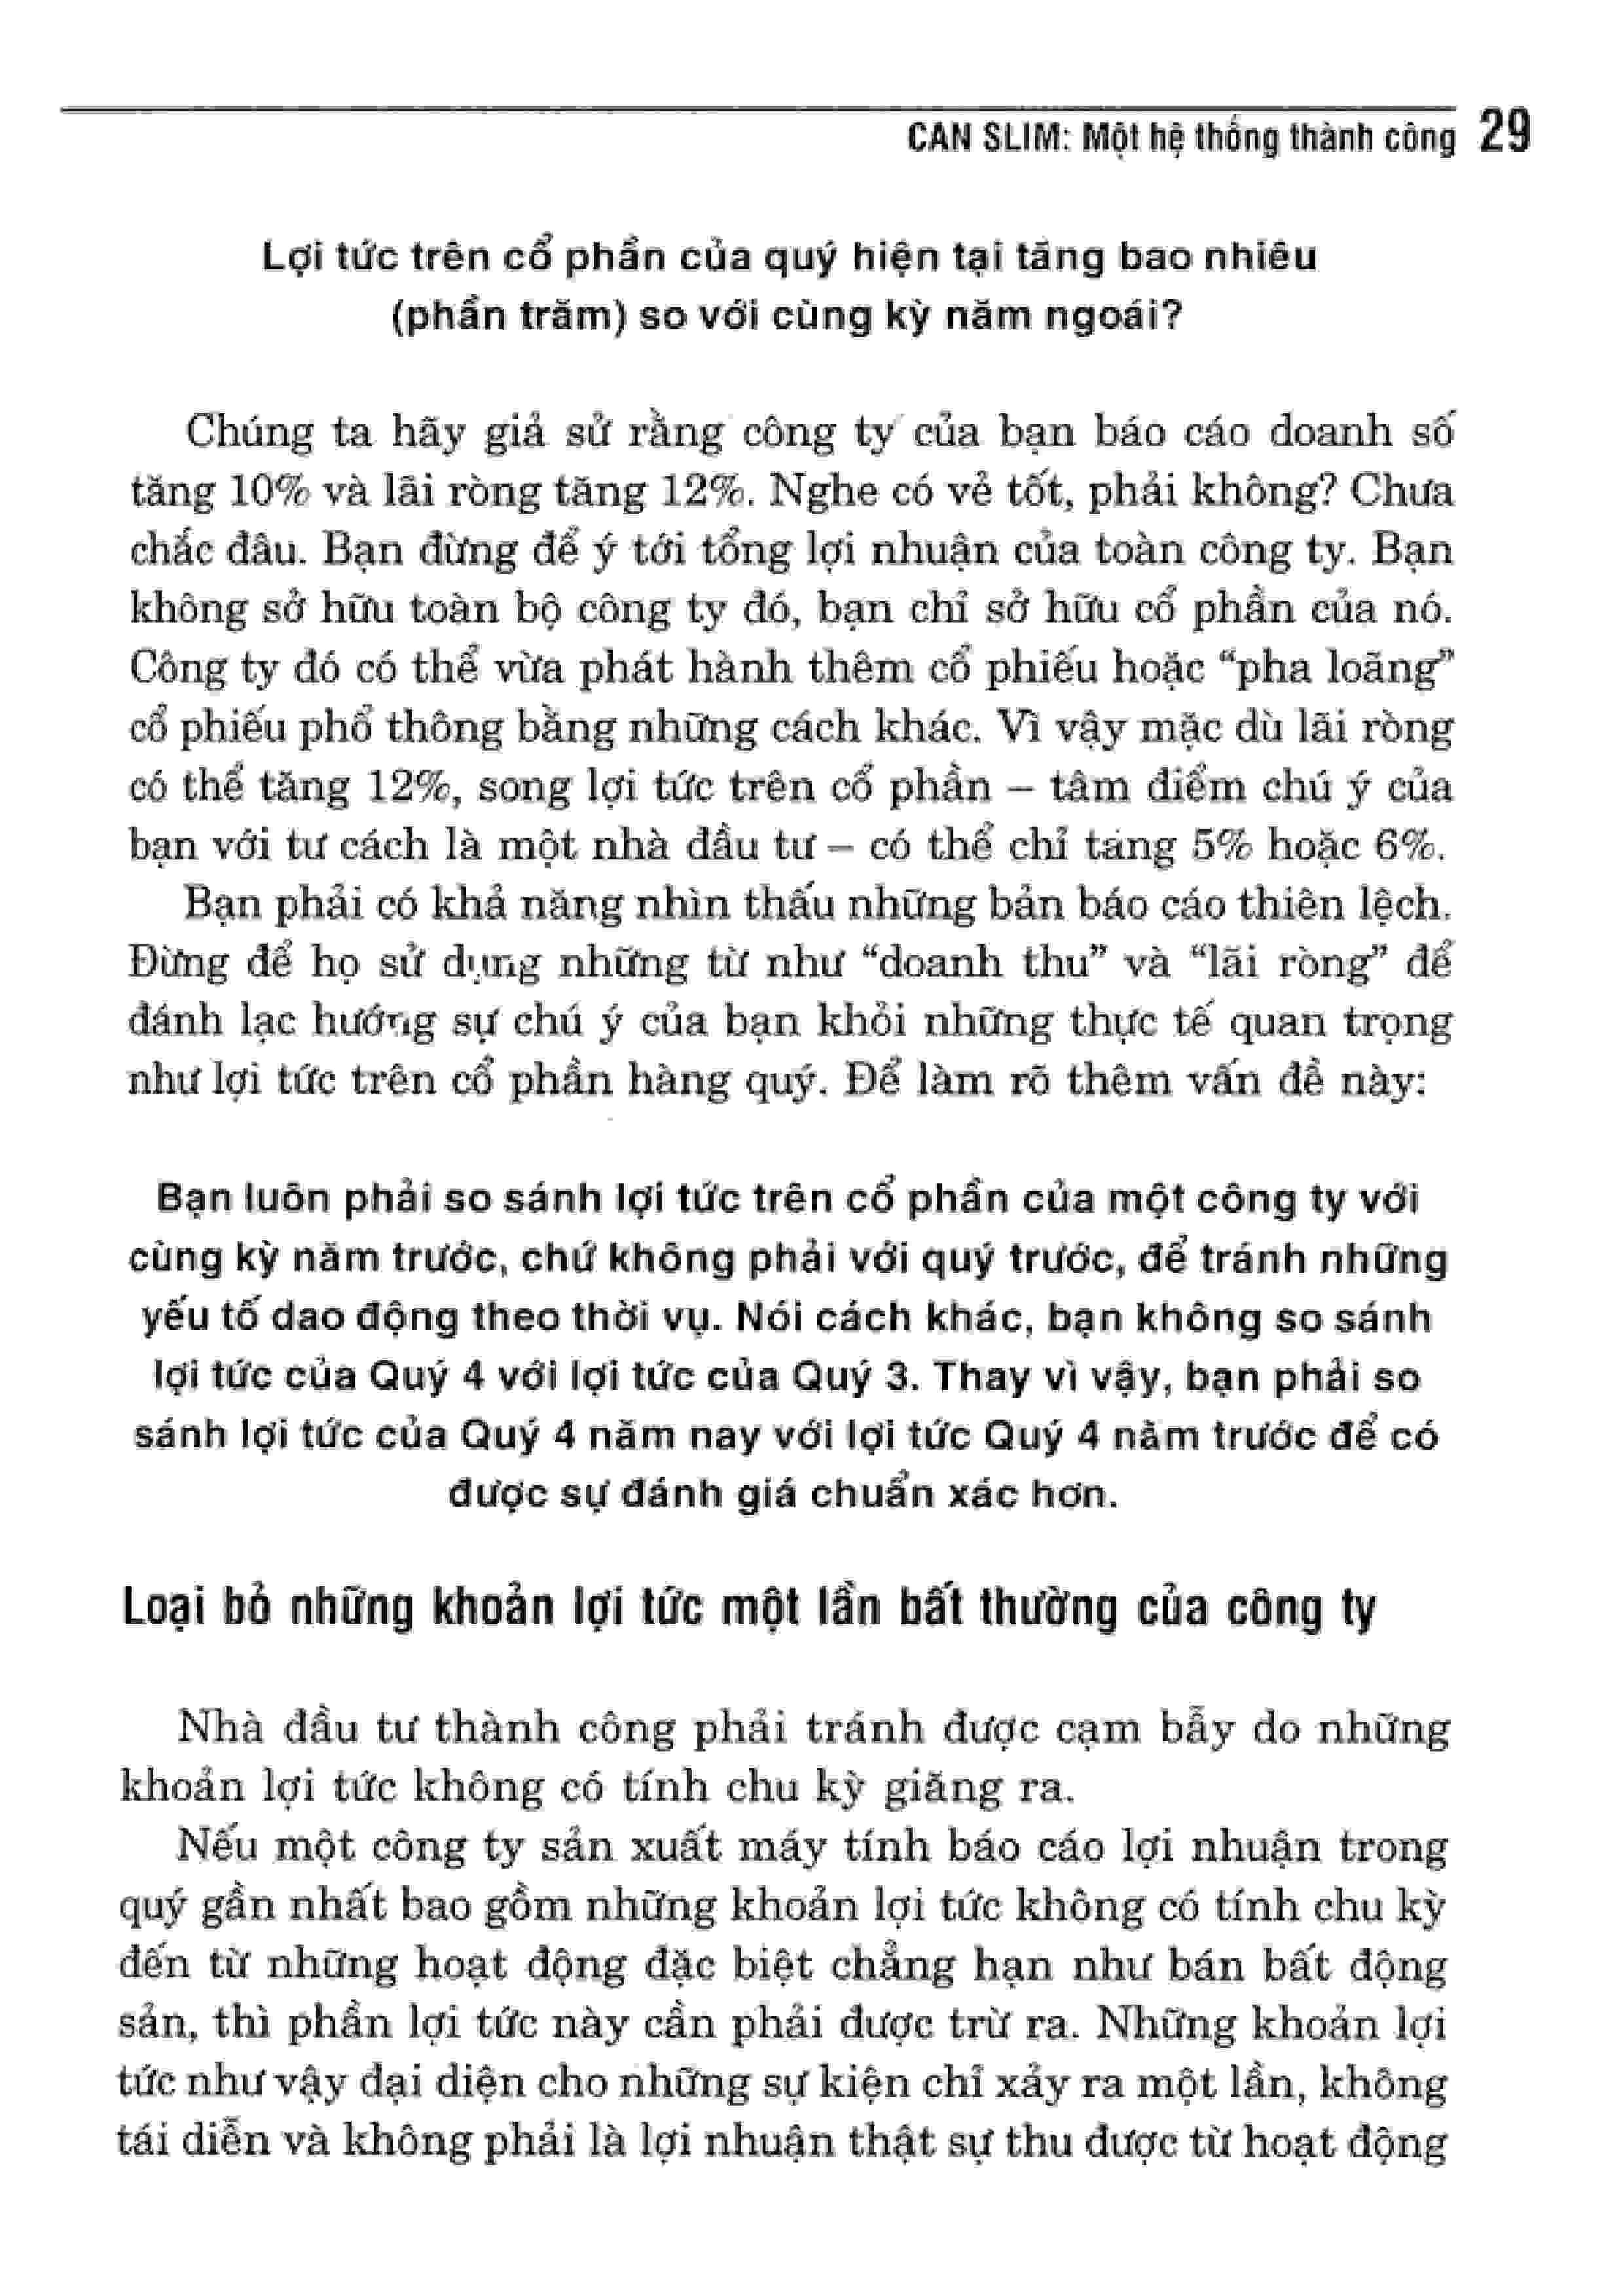 CAN SLIM: Một hệ thống thành công 29
Lợi tức trên cổ phần của quý hiện tại tăng bao nhiêu
(phần trăm) so với cùng kỳ năm ngoái?
Chúng ta hãy giả sử rằng công ty của bạn báo cáo doanh số
tăng 10% và lãi ròng tăng 12%. Nghe có vẻ tốt, phải không? Chưa
chắc đâu. Bạn đừng để ý tới tổng lợi nhuận của toàn công ty. Bạn
không sở hữu toàn bộ công ty đó, bạn chỉ sở hữu cổ phần của nó.
Công ty đó có thể vừa phát hành thêm cổ phiếu hoặc “pha loãng”
cổ phiếu phổ thông bằng những cách khác. Vì vậy mặc dù lãi ròng
có thể tăng 12%, song lợi tức trên cổ phần – tâm điểm chú ý của
bạn với tư cách là một nhà đầu tư – có thể chỉ tăng 5% hoặc 6%.
Bạn phải có khả năng nhìn thấu những bản báo cáo thiên lệch.
Đừng để họ sử dụng những từ như “doanh thu” và “lãi ròng” để
đánh lạc hướng sự chú ý của bạn khỏi những thực tế quan trọng
như lợi tức trên cổ phần hàng quý. Để làm rõ thêm vấn đề này:
Bạn luôn phải so sánh lợi tức trên cổ phần của một công ty với
cùng kỳ năm trước, chứ không phải với quý trước, để tránh những
yếu tố dao động theo thời vụ. Nói cách khác, bạn không so sánh
lợi tức của Quý 4 với lợi tức của Quý 3. Thay vì vậy, bạn phải so
sánh lợi tức của Quý 4 năm nay với lợi tức Quý 4 năm trước để có
được sự đánh giá chuẩn xác hơn.
Loại bỏ những khoản lợi tức một lần bất thường của công ty
Nhà đầu tư thành công phải tránh được cạm bẫy do những
khoản lợi tức không có tính chu kỳ giăng ra.
Nếu một công ty sản xuất máy tính báo cáo lợi nhuận trong
quý gần nhất bao gồm những khoản lợi tức không có tính chu kỳ
đến từ những hoạt động đặc biệt chẳng hạn như bán bất động
sản, thì phần lợi tức này cần phải được trừ ra. Những khoản lợi
tức như vậy đại diện cho những sự kiện chỉ xảy ra một lần, không
tái diễn và không phải là lợi nhuận thật sự thu được từ hoạt động